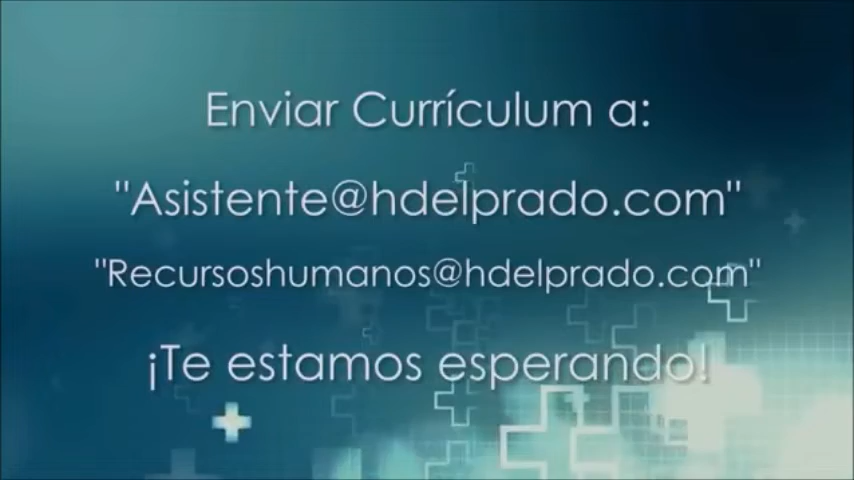 Enviar Currículum a:
"Asistente@hdelprado.com"
"Recursoshumanos@hdelprado.com"
¡Te estamos esperando!